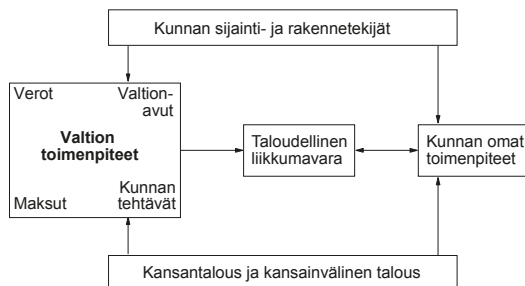 Kunnan sijainti- ja rakennetekijät
Verot
Valtion-
avut
Valtion
toimenpiteet
Maksut
Kunnan
tehtävät
Taloudellinen
liikkumavara
Kunnan omat
toimenpiteet
Kansantalous ja kansainvälinen talous